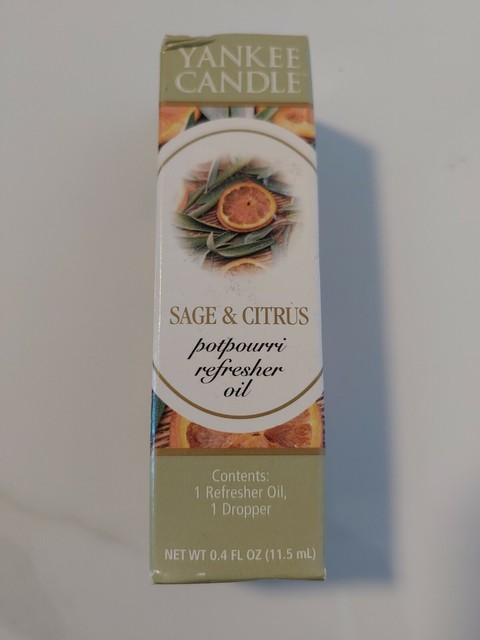 YANKEE
CANDLE
SAGE & CITRUS
potpourri
refresher
oil
Contents:
1 Refresher Oil,
1 Dropper
NET WT 0.4 FL OZ (11.5 mL)